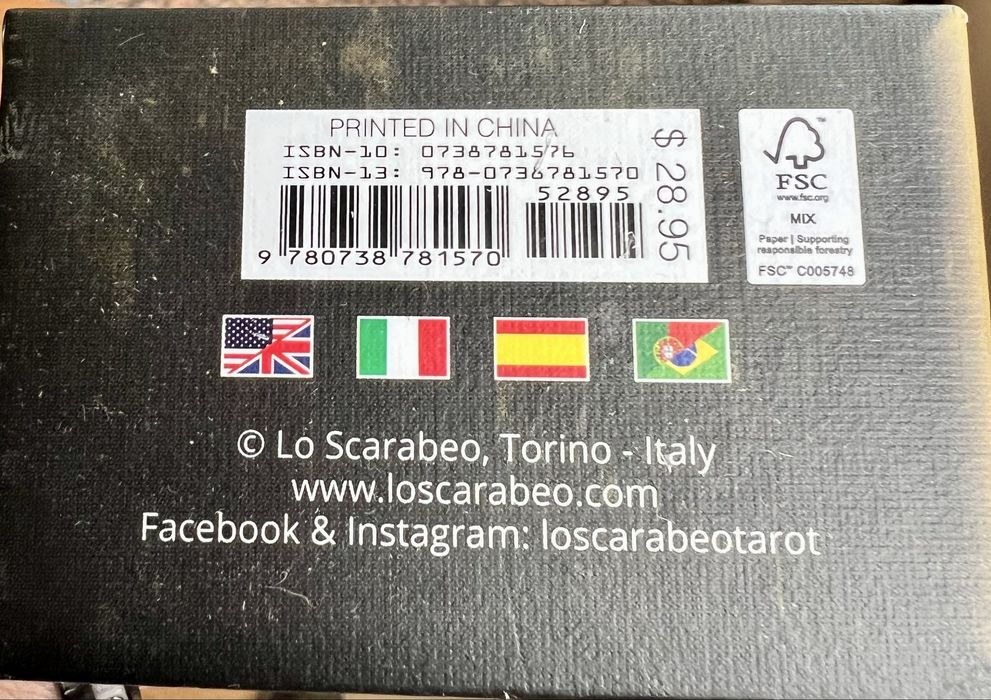 PRINTED IN CHINA
ISBN-10: 0738781576
ISBN-13: 978-0738781570
52895
9 780738 781570
$ 28.95
FSC
www.fsc.org
MIX
Paper | Supporting
responsible forestry
FSC™ C005748
© Lo Scarabeo, Torino - Italy
www.loscarabeo.com
Facebook & Instagram: loscarabeotarot